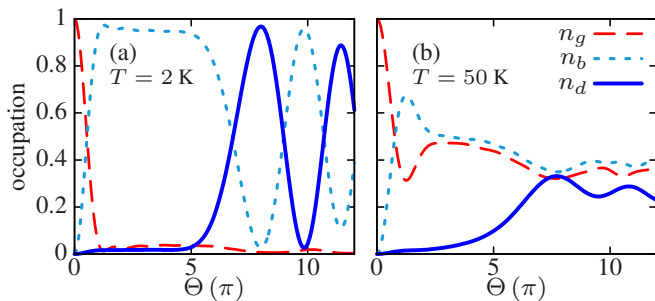 1
0.8
0.6
0.4
0.2
0
occupation
(a)
T = 2 K
0 5 10
Θ (π)
(b)
T = 50 K
n_g
n_b
n_d
0 5 10
Θ (π)